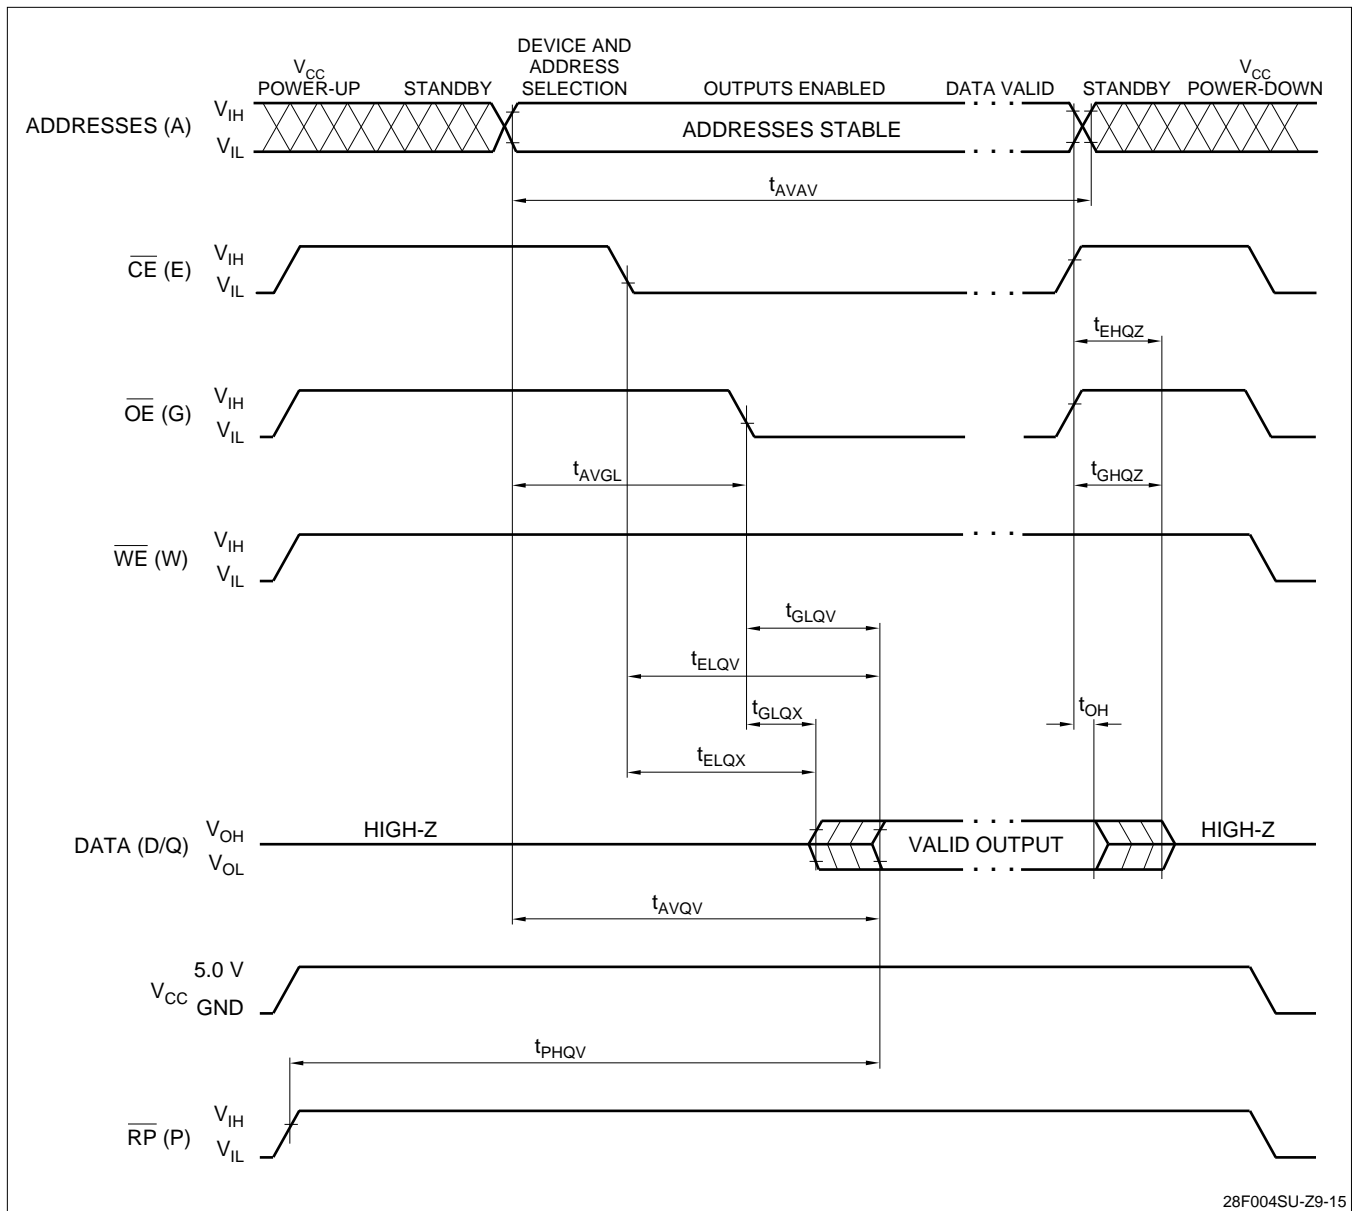 DEVICE AND
ADDRESS
SELECTION
VCC
POWER-UP
STANDBY
OUTPUTS ENABLED
DATA VALID
STANDBY
VCC
POWER-DOWN
ADDRESSES (A)
VIH
VIL
ADDRESSES STABLE
tAVAV
CE (E)
VIH
VIL
tEHQZ
OE (G)
VIH
VIL
tAVGL
tGHQZ
WE (W)
VIH
VIL
tGLQV
tELQV
tGLQX
tOH
tELQX
DATA (D/Q)
VOH
VOL
HIGH-Z
VALID OUTPUT
HIGH-Z
tAVQV
5.0 V
VCC
GND
tPHQV
RP (P)
VIH
VIL
28F004SU-Z9-15